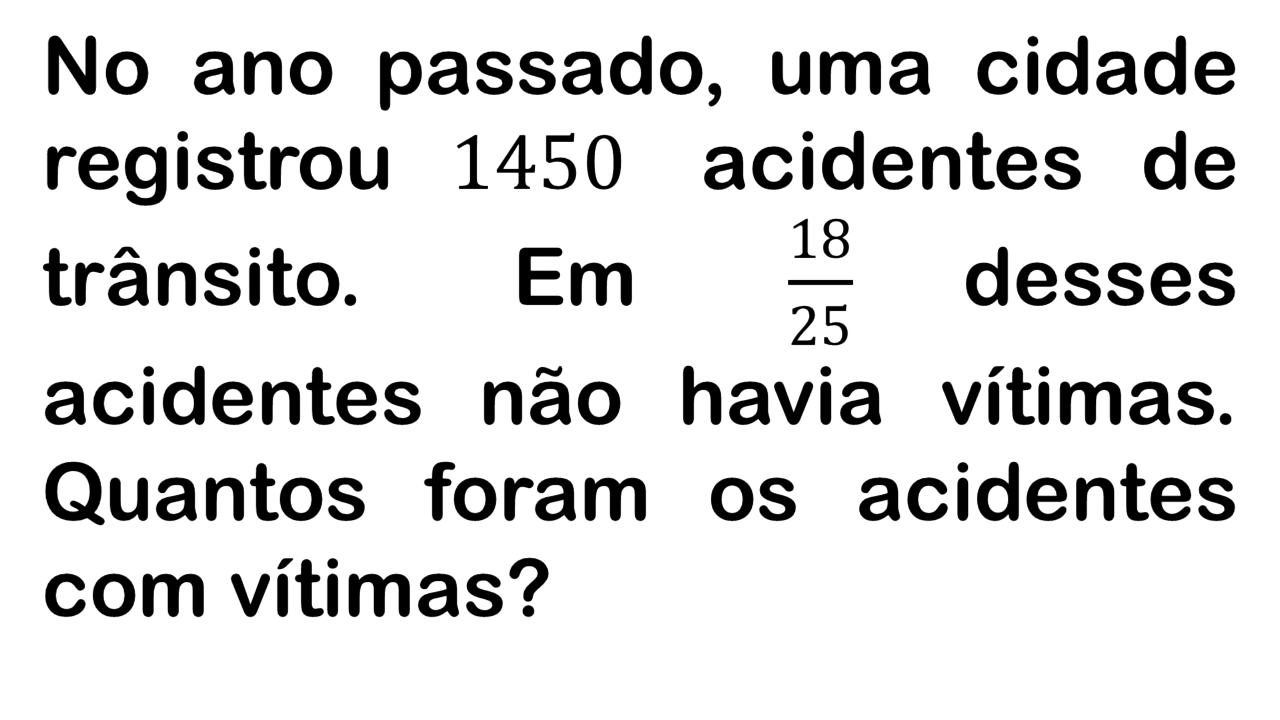 No ano passado, uma cidade
registrou 1450 acidentes de
trânsito. Em 18/25 desses
acidentes não havia vítimas.
Quantos foram os acidentes
com vítimas?